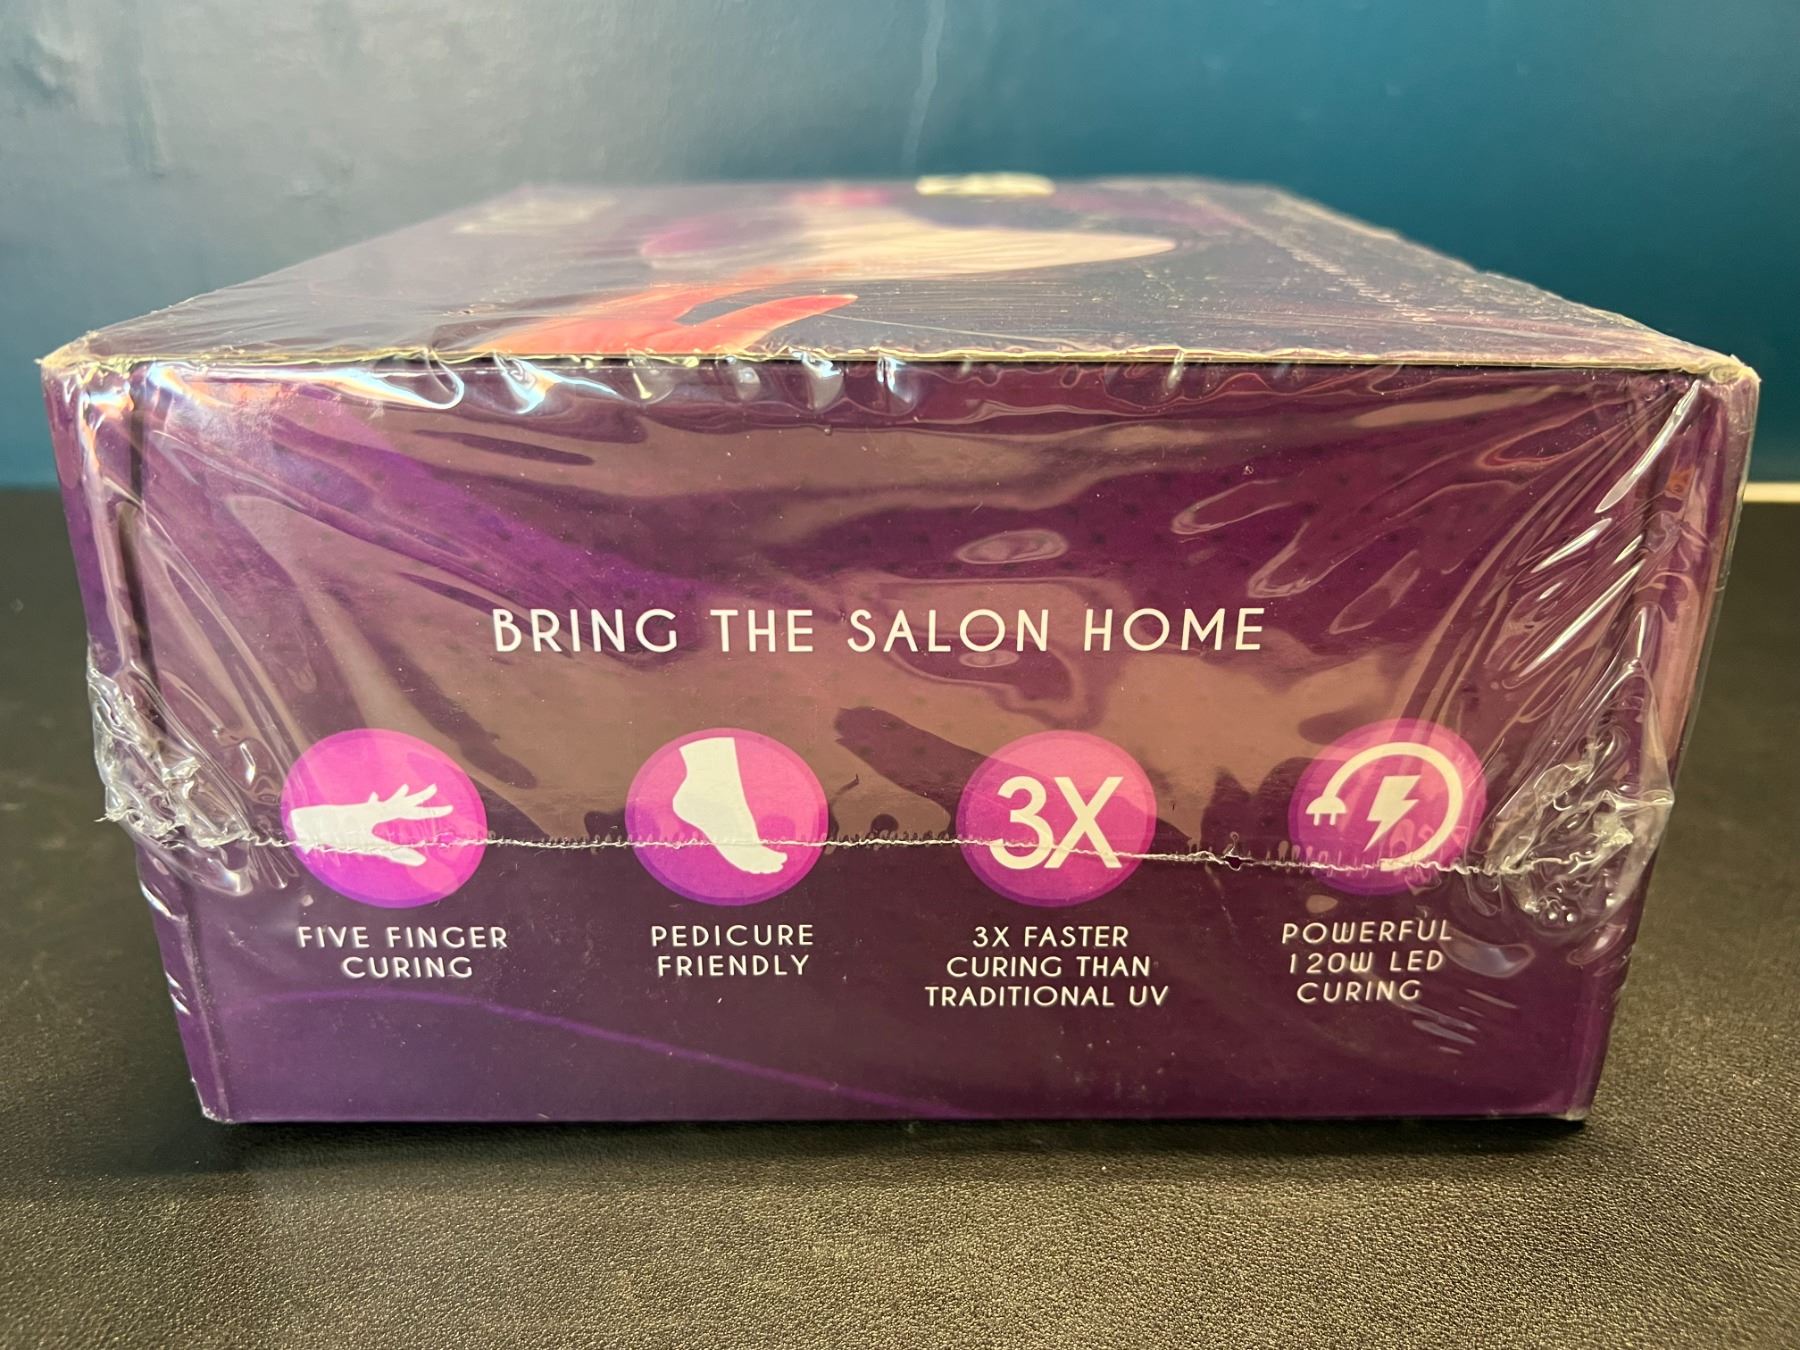 BRING THE SALON HOME
3X
FIVE FINGER
CURING
PEDICURE
FRIENDLY
3X FASTER
CURING THAN
TRADITIONAL UV
POWERFUL
120W LED
CURING